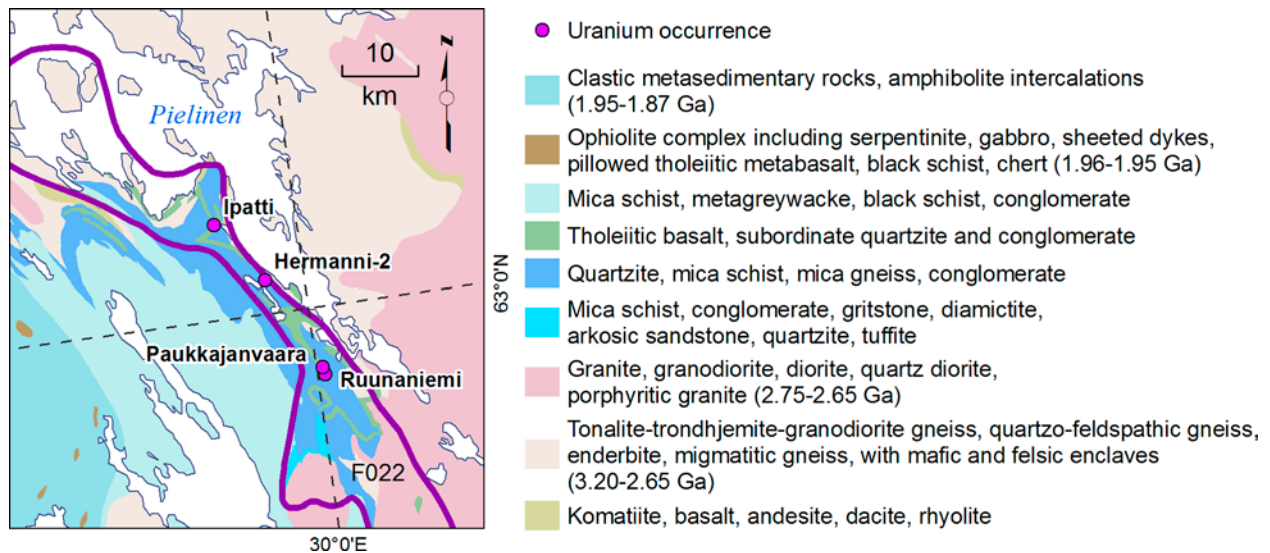 Pielinen
10
km
z
Ipatti
Hermanni-2
Paukkajanvaara
Ruunaniemi
F022
63°0'N
30°0'E
Uranium occurrence
Clastic metasedimentary rocks, amphibolite intercalations
(1.95-1.87 Ga)
Ophiolite complex including serpentinite, gabbro, sheeted dykes,
pillowed tholeiitic metabasalt, black schist, chert (1.96-1.95 Ga)
Mica schist, metagreywacke, black schist, conglomerate
Tholeiitic basalt, subordinate quartzite and conglomerate
Quartzite, mica schist, mica gneiss, conglomerate
Mica schist, conglomerate, gritstone, diamictite,
arkosic sandstone, quartzite, tuffite
Granite, granodiorite, diorite, quartz diorite,
porphyritic granite (2.75-2.65 Ga)
Tonalite-trondhjemite-granodiorite gneiss, quartzo-feldspathic gneiss,
enderbite, migmatitic gneiss, with mafic and felsic enclaves
(3.20-2.65 Ga)
Komatiite, basalt, andesite, dacite, rhyolite